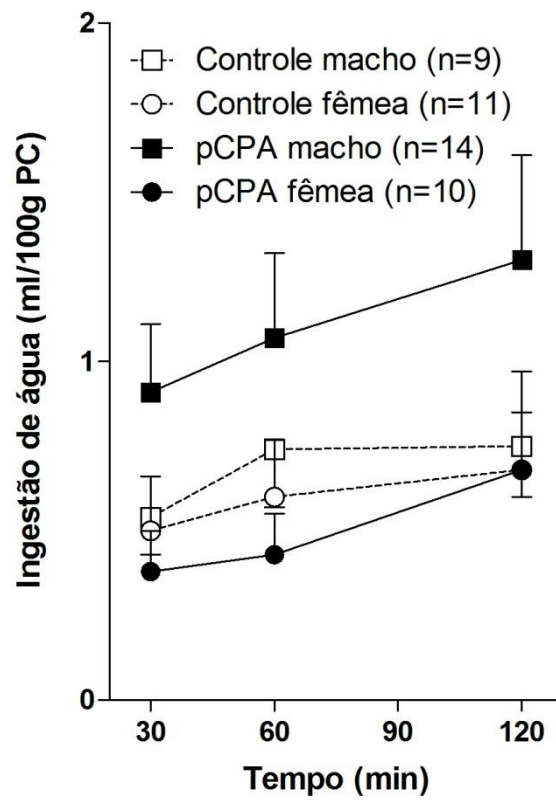 2
Controle macho (n=9)
Controle fêmea (n=11)
pCPA macho (n=14)
pCPA fêmea (n=10)
Ingestão de água (ml/100g PC)
1
0
30 60 90 120
Tempo (min)